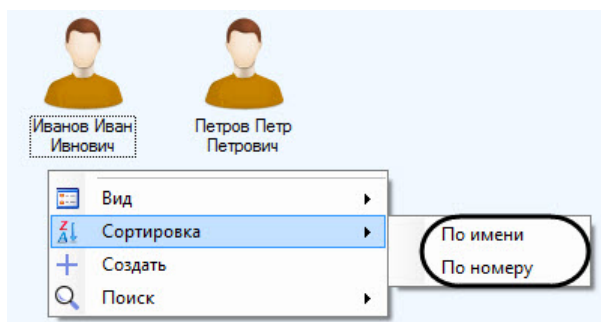 Иванов Иван
Ивнович
Петров Петр
Петрович
Вид
Сортировка
Создать
Поиск
По имени
По номеру